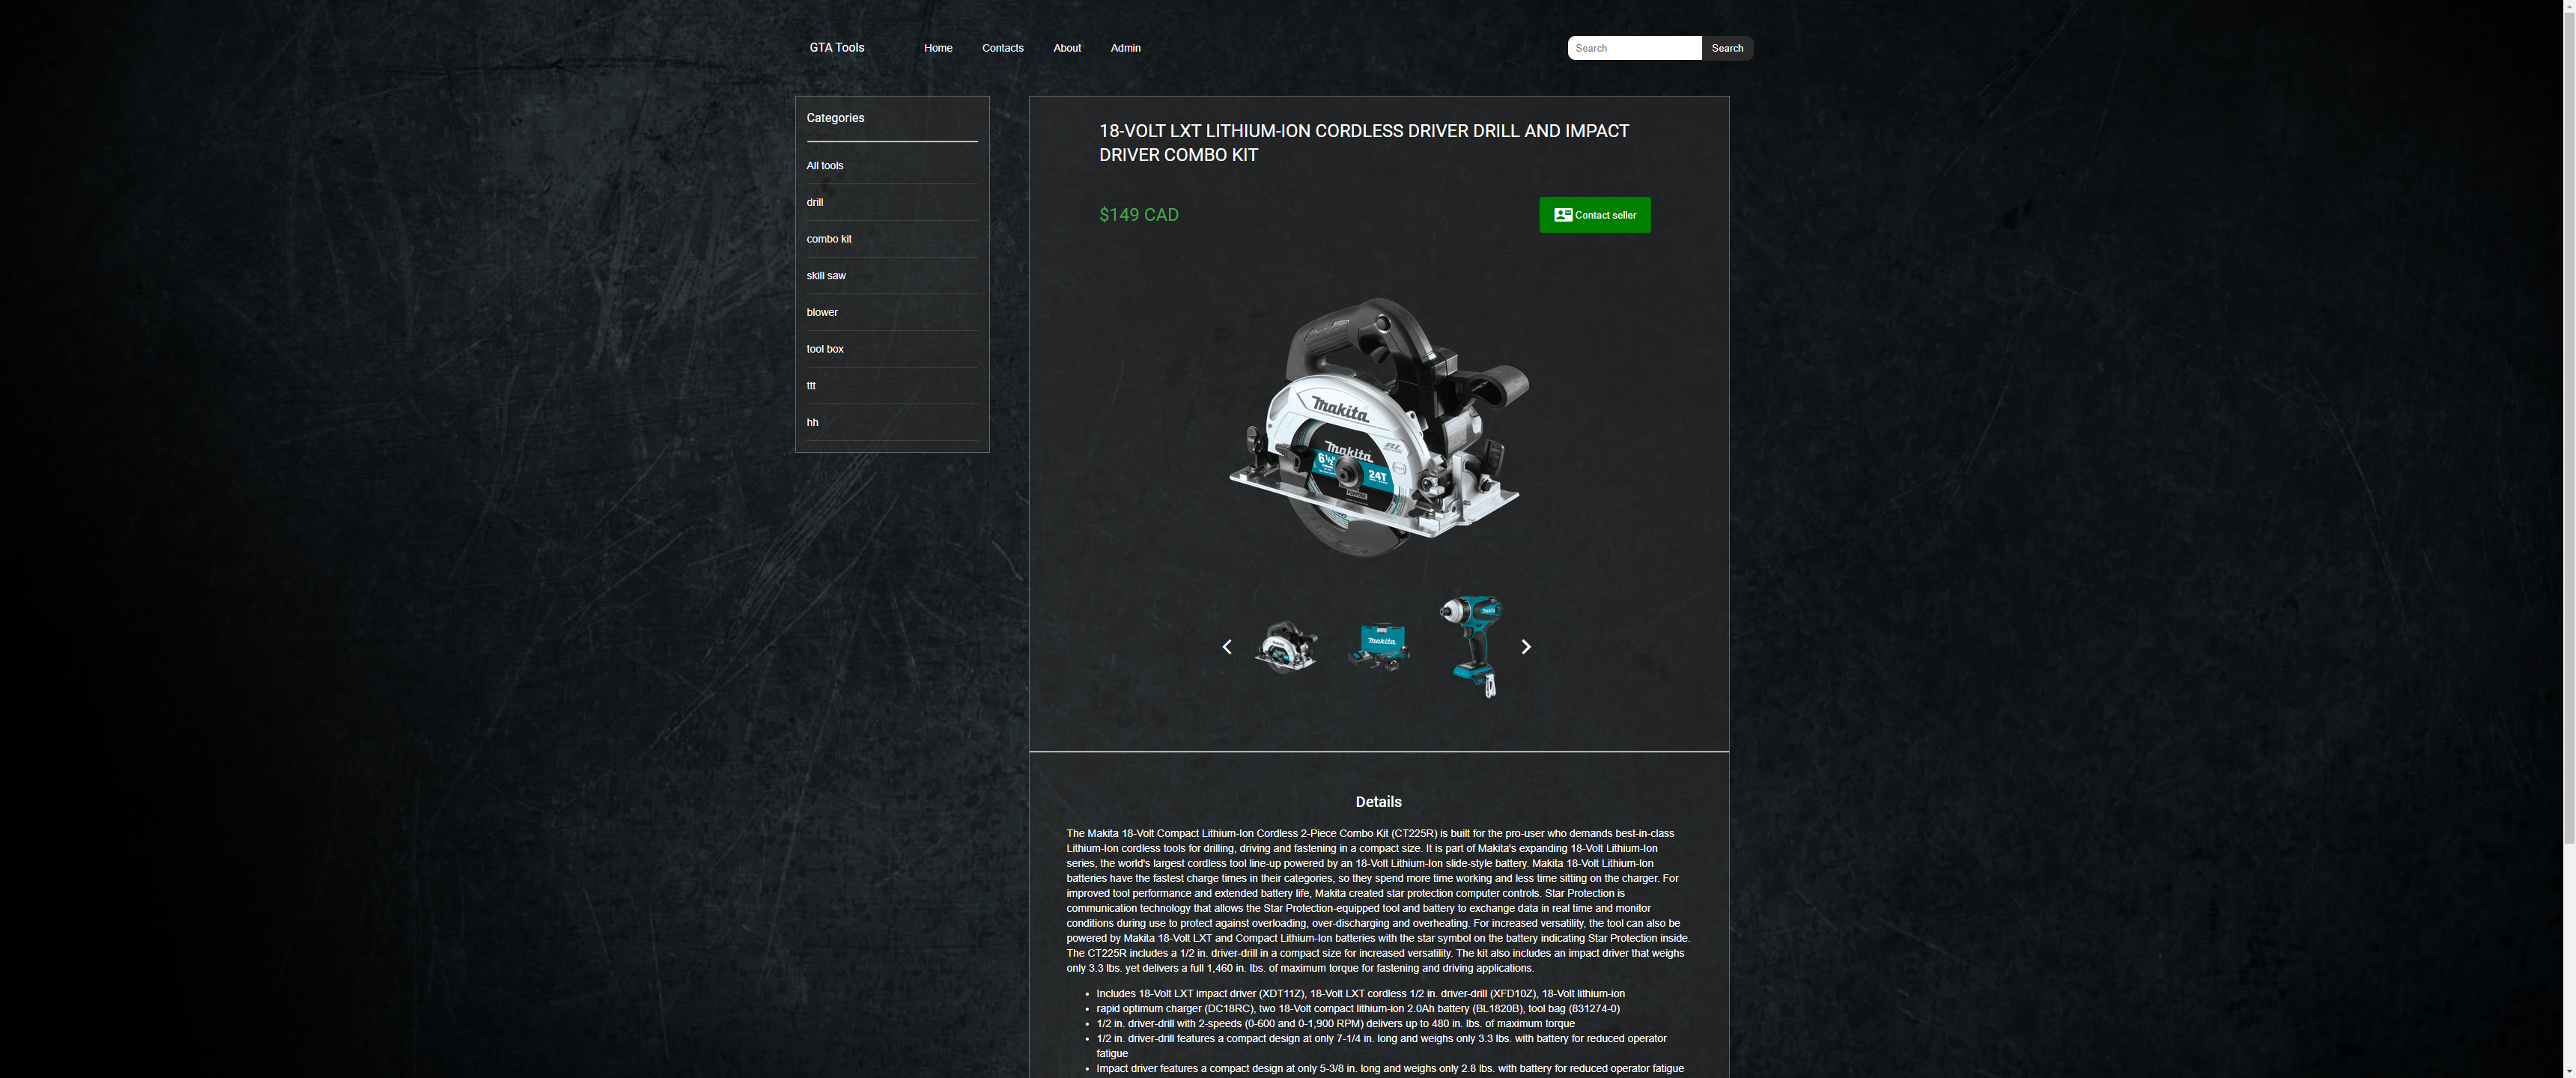 GTA Tools
Home
Contacts
About
Admin
Search
Search
Categories
All tools
drill
combo kit
skill saw
blower
tool box
ttt
hh
18-VOLT LXT LITHIUM-ION CORDLESS DRIVER DRILL AND IMPACT
DRIVER COMBO KIT
$149 CAD
Contact seller
Makita
Makita
6 1/2"
24T
Makita
Details
The Makita 18-Volt Compact Lithium-Ion Cordless 2-Piece Combo Kit (CT225R) is built for the pro-user who demands best-in-class
Lithium-Ion cordless tools for drilling, driving and fastening in a compact size. It is part of Makita's expanding 18-Volt Lithium-Ion
series, the world's largest cordless tool line-up powered by an 18-Volt Lithium-Ion slide-style battery. Makita 18-Volt Lithium-Ion
batteries have the fastest charge times in their categories, so they spend more time working and less time sitting on the charger. For
improved tool performance and extended battery life, Makita created star protection computer controls. Star Protection is
communication technology that allows the Star Protection-equipped tool and battery to exchange data in real time and monitor
conditions during use to protect against overloading, over-discharging and overheating. For increased versatility, the tool can also be
powered by Makita 18-Volt LXT and Compact Lithium-Ion batteries with the star symbol on the battery indicating Star Protection inside.
The CT225R includes a 1/2 in. driver-drill in a compact size for increased versatility. The kit also includes an impact driver that weighs
only 3.3 lbs. yet delivers a full 1,460 in. lbs. of maximum torque for fastening and driving applications.
• Includes 18-Volt LXT impact driver (XDT11Z), 18-Volt LXT cordless 1/2 in. driver-drill (XFD10Z), 18-Volt lithium-ion
• rapid optimum charger (DC18RC), two 18-Volt compact lithium-ion 2.0Ah battery (BL1820B), tool bag (831274-0)
• 1/2 in. driver-drill with 2-speeds (0-600 and 0-1,900 RPM) delivers up to 480 in. lbs. of maximum torque
• 1/2 in. driver-drill features a compact design at only 7-1/4 in. long and weighs only 3.3 lbs. with battery for reduced operator
fatigue
• Impact driver features a compact design at only 5-3/8 in. long and weighs only 2.8 lbs. with battery for reduced operator fatigue